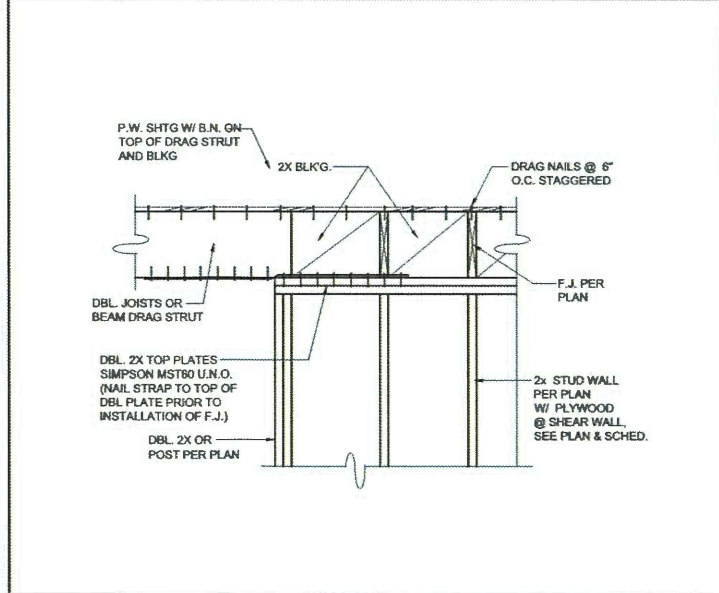 P.W. SHTG W/ B.N. ON
TOP OF DRAG STRUT
AND BLKG
2X BLK'G.
DRAG NAILS @ 6"
O.C. STAGGERED
DBL. JOISTS OR
BEAM DRAG STRUT
F.J. PER
PLAN
DBL. 2X TOP PLATES
SIMPSON MST60 U.N.O.
(NAIL STRAP TO TOP OF
DBL PLATE PRIOR TO
INSTALLATION OF F.J.)
DBL. 2X OR
POST PER PLAN
2x STUD WALL
PER PLAN
W/ PLYWOOD
@ SHEAR WALL,
SEE PLAN & SCHED.